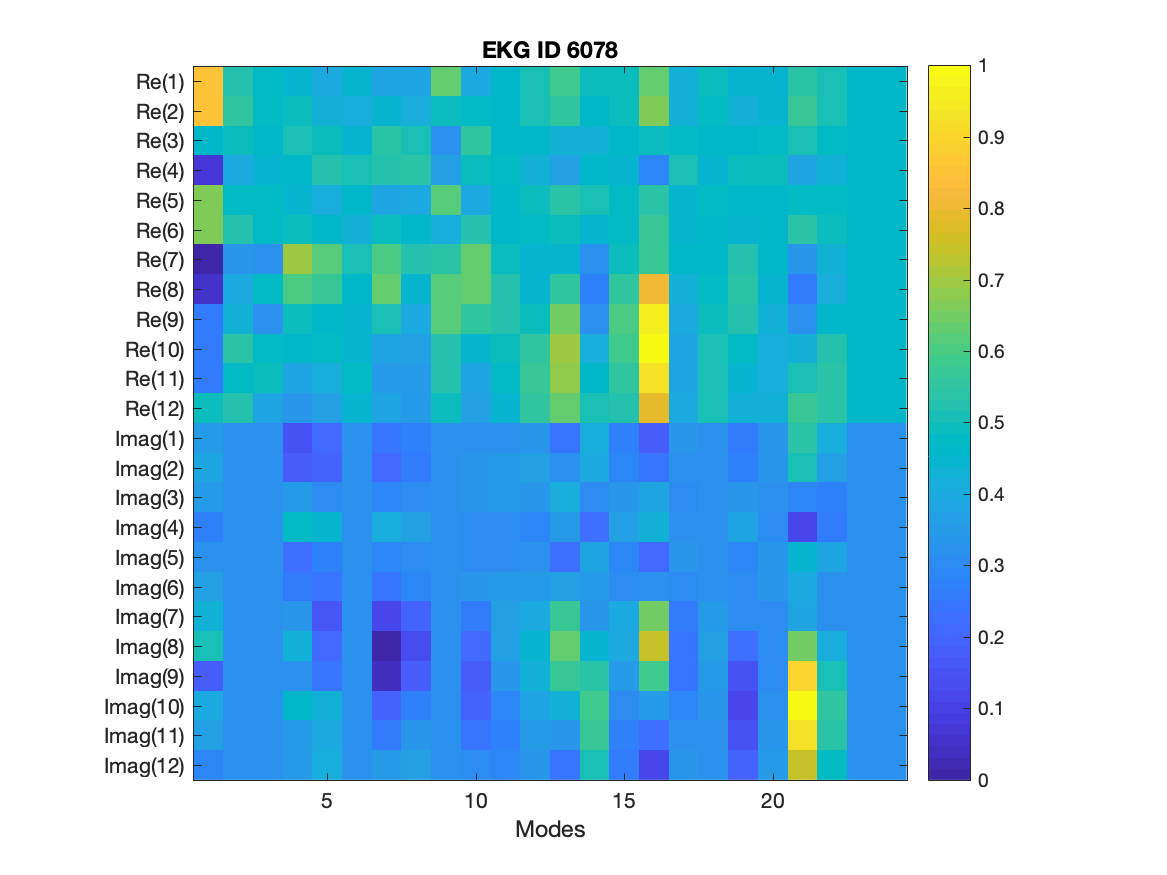 EKG ID 6078
Re(1)
Re(2)
Re(3)
Re(4)
Re(5)
Re(6)
Re(7)
Re(8)
Re(9)
Re(10)
Re(11)
Re(12)
Imag(1)
Imag(2)
Imag(3)
Imag(4)
Imag(5)
Imag(6)
Imag(7)
Imag(8)
Imag(9)
Imag(10)
Imag(11)
Imag(12)
5 10 15 20
Modes
1
0.9
0.8
0.7
0.6
0.5
0.4
0.3
0.2
0.1
0